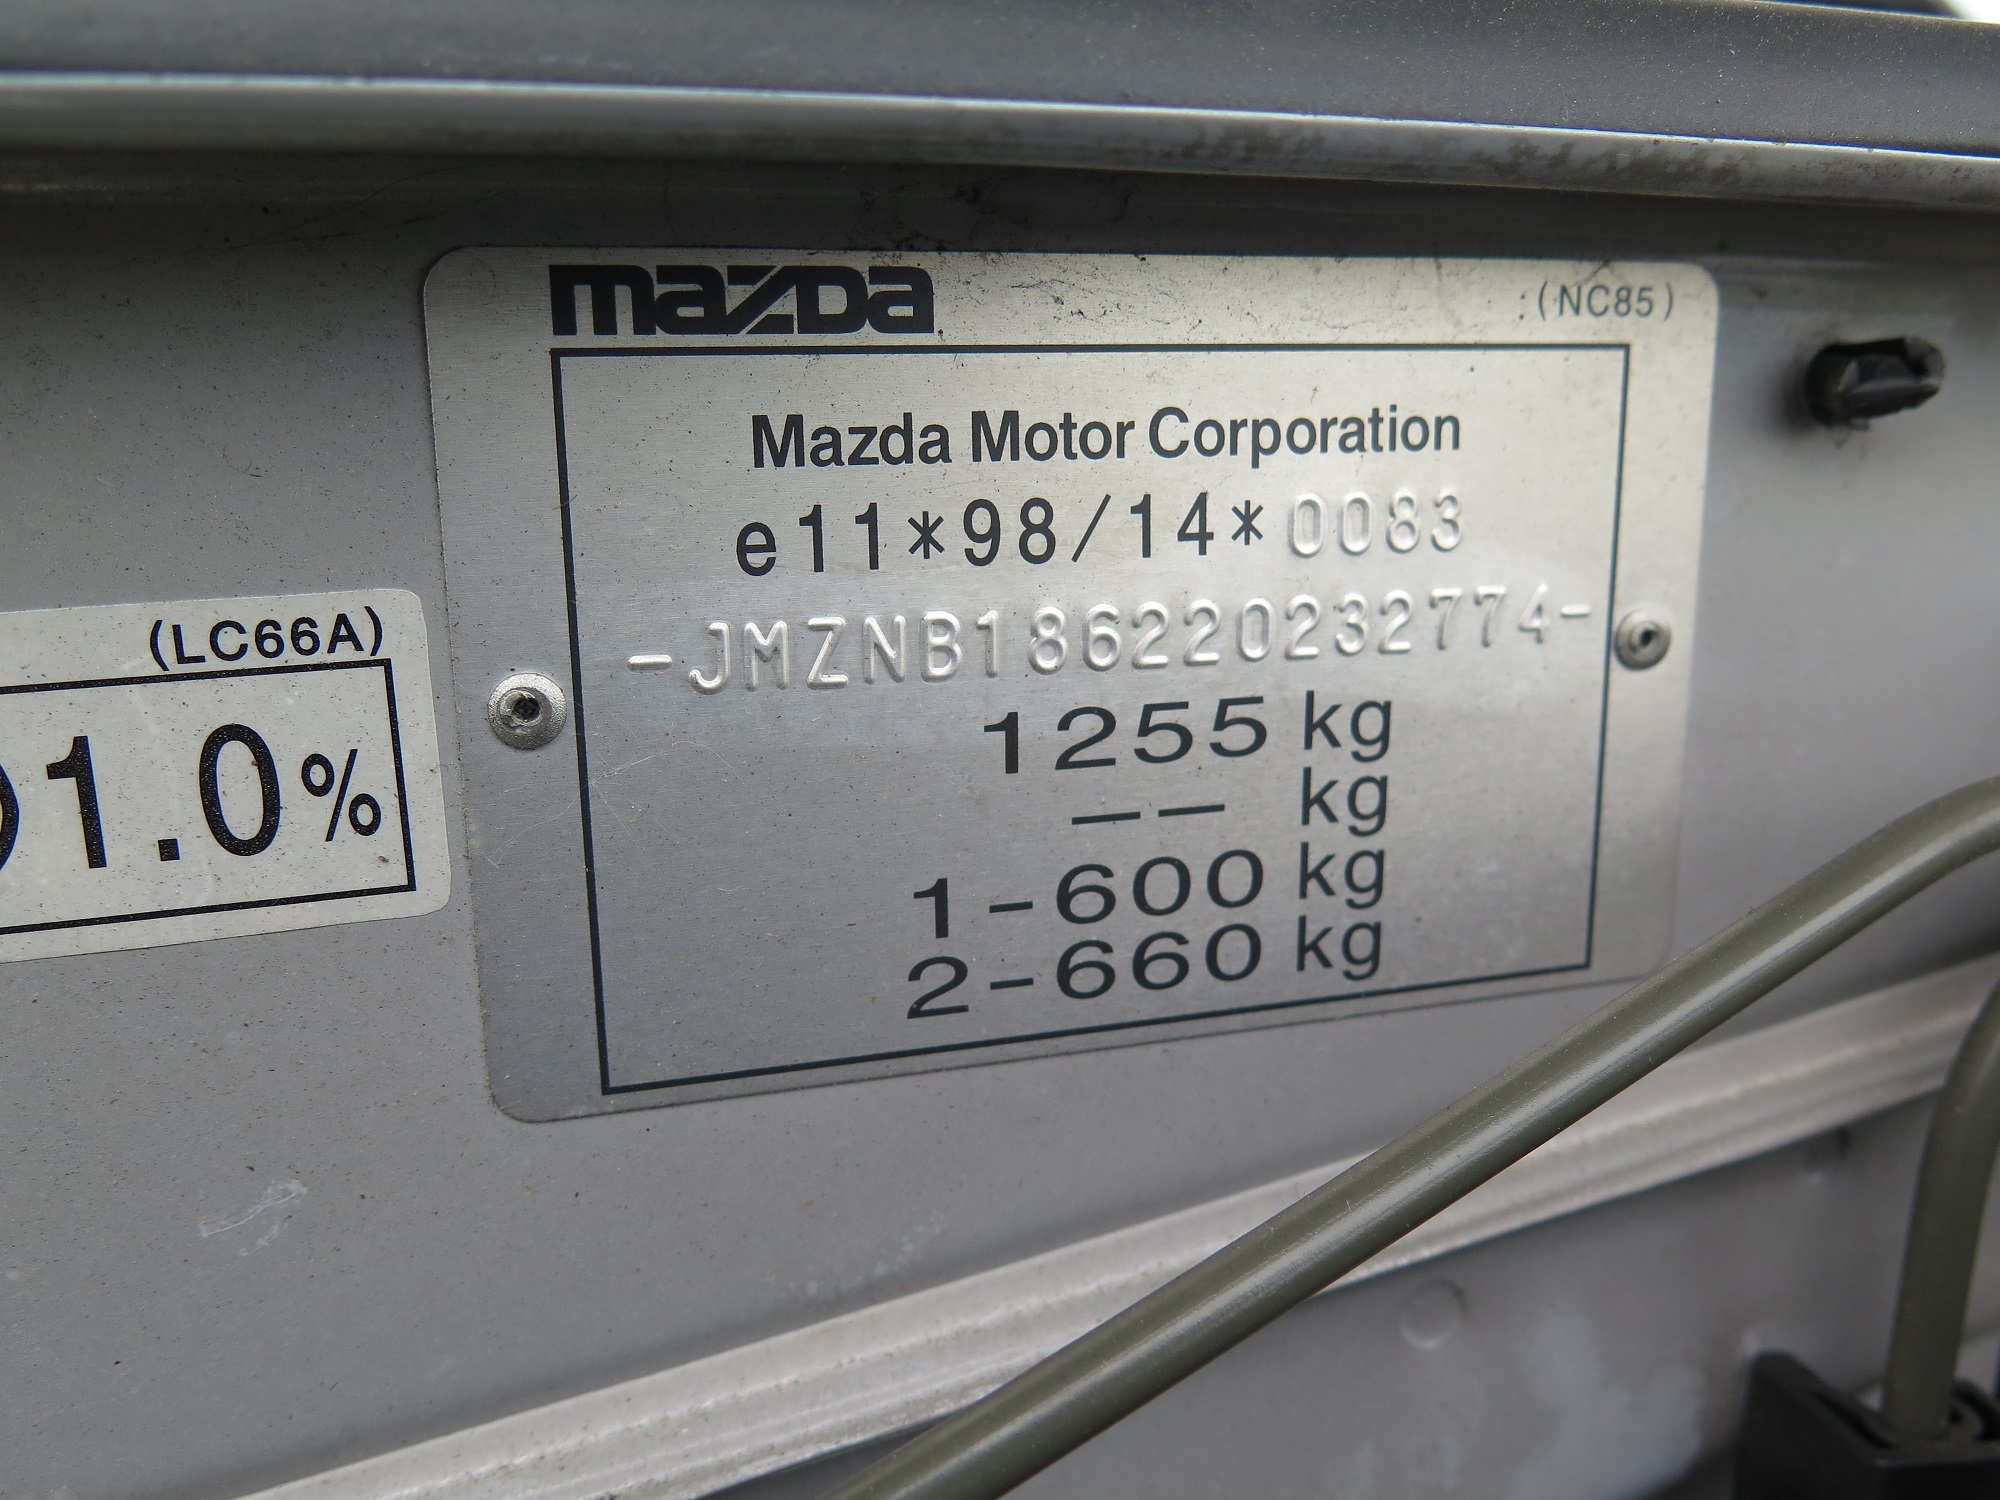 mazda
(NC85)
Mazda Motor Corporation
e11*98/14*0083
-JMZNB186220232774-
1255 kg
-- kg
1-600 kg
2-660 kg
(LC66A)
1.0%